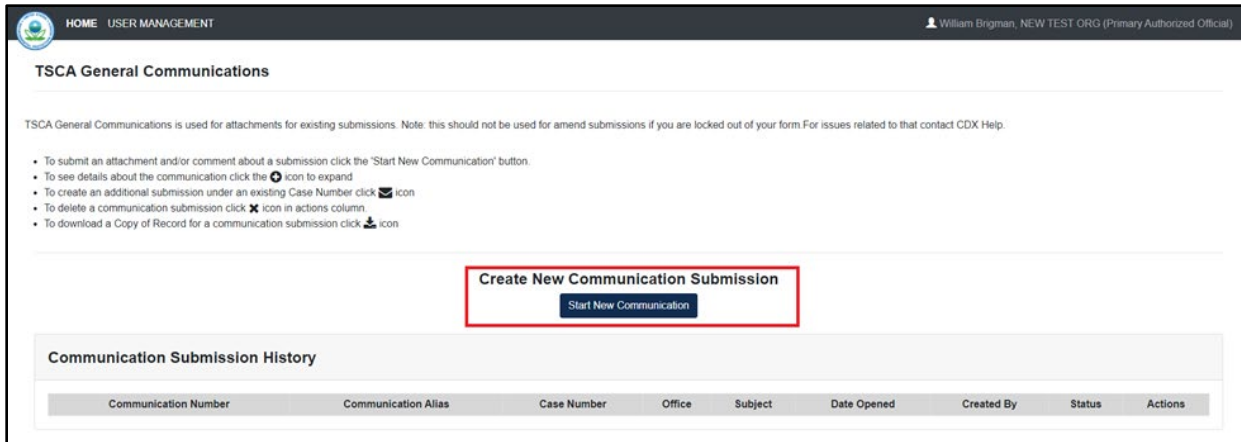 HOME USER MANAGEMENT
William Brigman, NEW TEST ORG (Primary Authorized Official)
TSCA General Communications
TSCA General Communications is used for attachments for existing submissions. Note: this should not be used for amend submissions if you are locked out of your form.For issues related to that contact CDX Help.
• To submit an attachment and/or comment about a submission click the 'Start New Communication' button.
• To see details about the communication click the icon to expand
• To create an additional submission under an existing Case Number click icon
• To delete a communication submission click icon in actions column.
• To download a Copy of Record for a communication submission click icon
Create New Communication Submission
Start New Communication
Communication Submission History
Communication Number Communication Alias Case Number Office Subject Date Opened Created By Status Actions